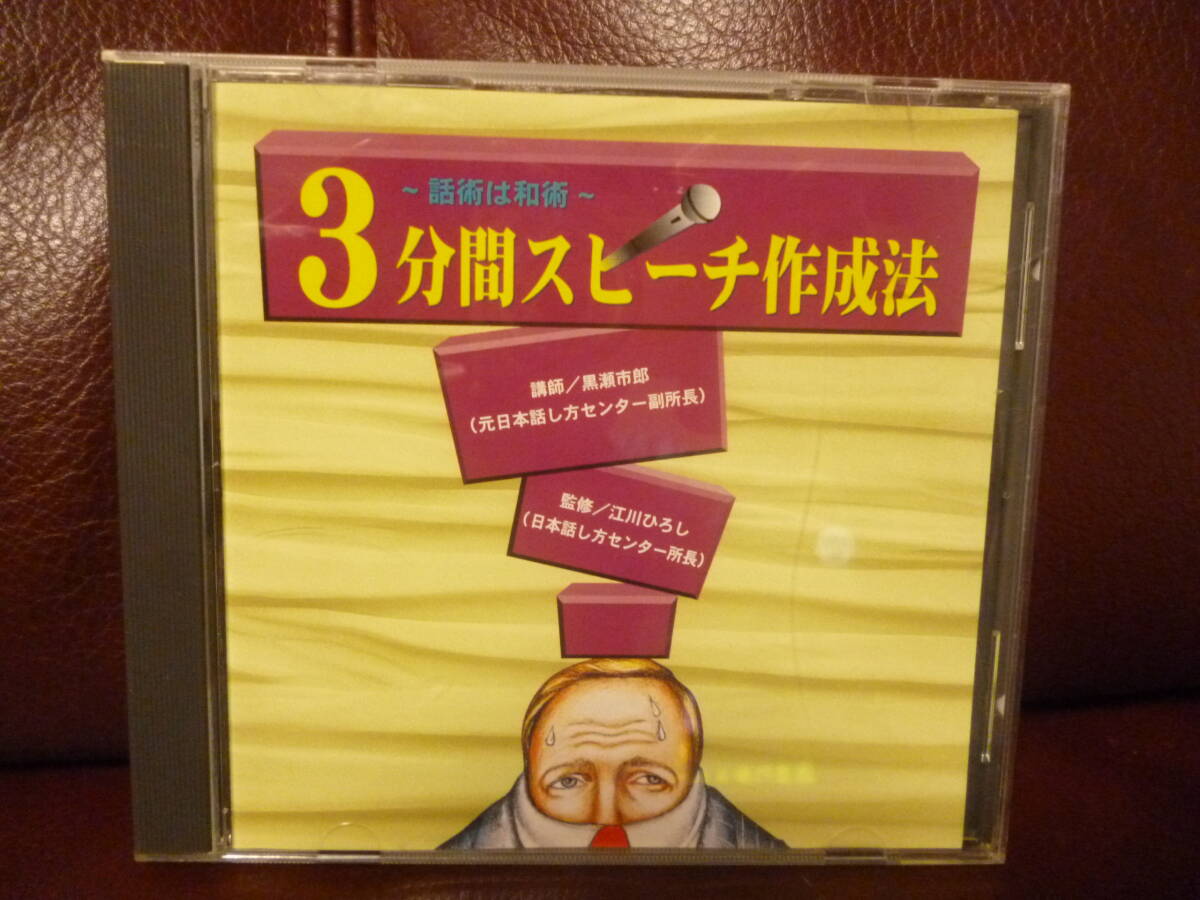 ~ 話術は和術 ~
3分間スピーチ作成法
講師／黒瀬市郎
（元日本話し方センター副所長）
監修／江川ひろし
（日本話し方センター所長）